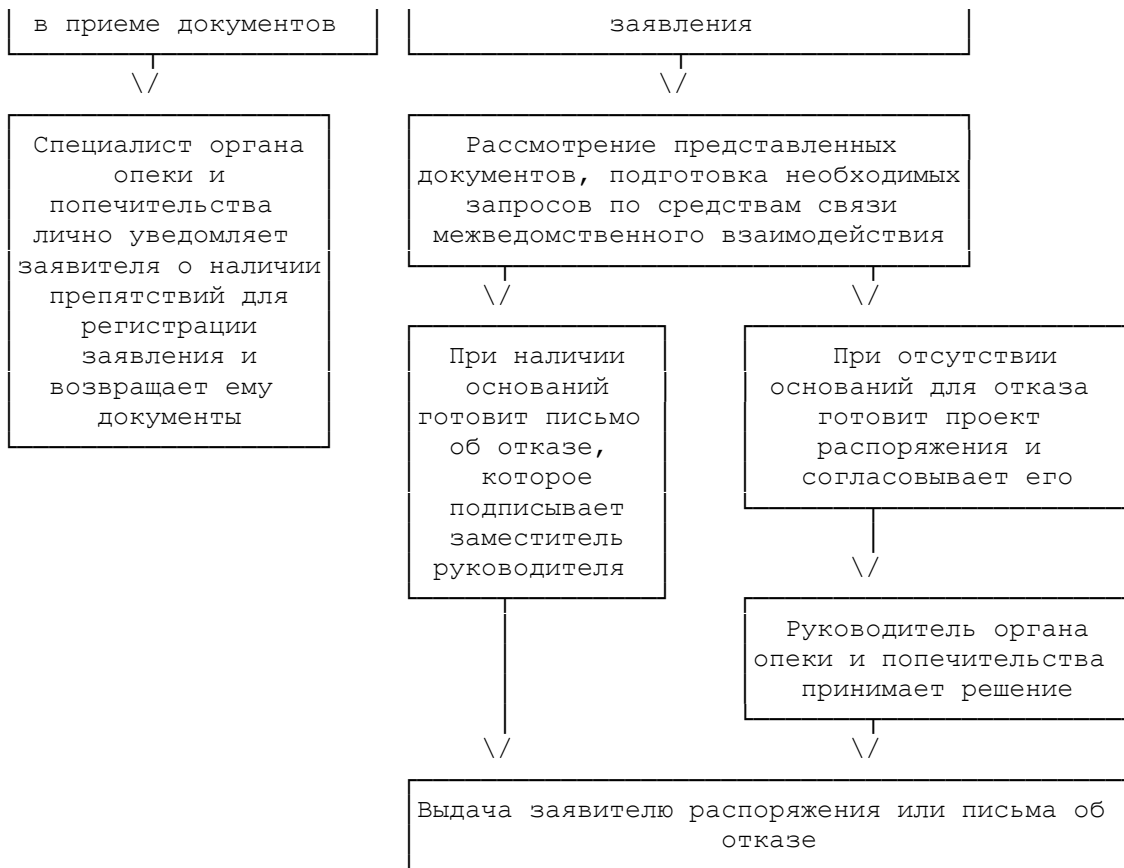 в приеме документов
заявления
Специалист органа
опеки и
попечительства
лично уведомляет
заявителя о наличии
препятствий для
регистрации
заявления и
возвращает ему
документы
Рассмотрение представленных
документов, подготовка необходимых
запросов по средствам связи
межведомственного взаимодействия
При наличии
оснований
готовит письмо
об отказе,
которое
подписывает
заместитель
руководителя
При отсутствии
оснований для отказа
готовит проект
распоряжения и
согласовывает его
Руководитель органа
опеки и попечительства
принимает решение
Выдача заявителю распоряжения или письма об
отказе